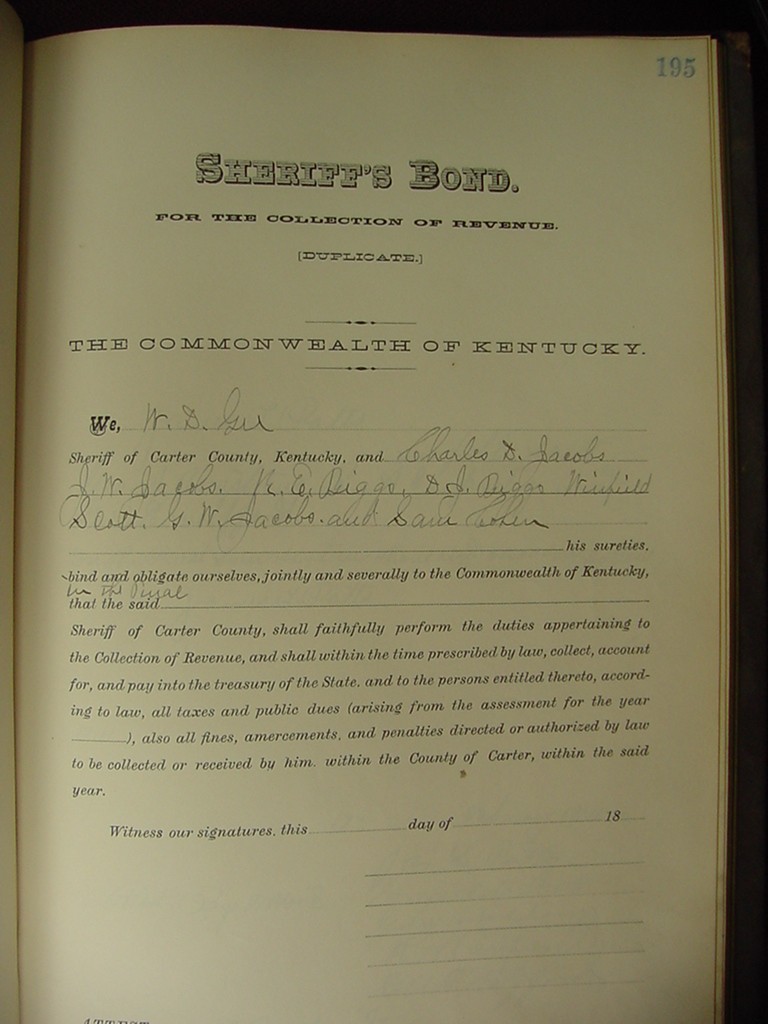 195
SHERIFF'S BOND.
FOR THE COLLECTION OF REVENUE.
[DUPLICATE.]
THE COMMONWEALTH OF KENTUCKY.
We, W. D.
Sheriff of Carter County, Kentucky, and Charles D. Jacobs
J. W. Jacobs. R. E. Riggs, D. J. Riggs Winfield
Scott. G. W. Jacobs. and Sam Cohen
his sureties,
bind and obligate ourselves, jointly and severally to the Commonwealth of Kentucky,
in the
that the said
Sheriff of Carter County, shall faithfully perform the duties appertaining to
the Collection of Revenue, and shall within the time prescribed by law, collect, account
for, and pay into the treasury of the State. and to the persons entitled thereto, accord-
ing to law, all taxes and public dues (arising from the assessment for the year
), also all fines, amercements, and penalties directed or authorized by law
to be collected or received by him. within the County of Carter, within the said
year.
Witness our signatures, this day of 18
ATTEST